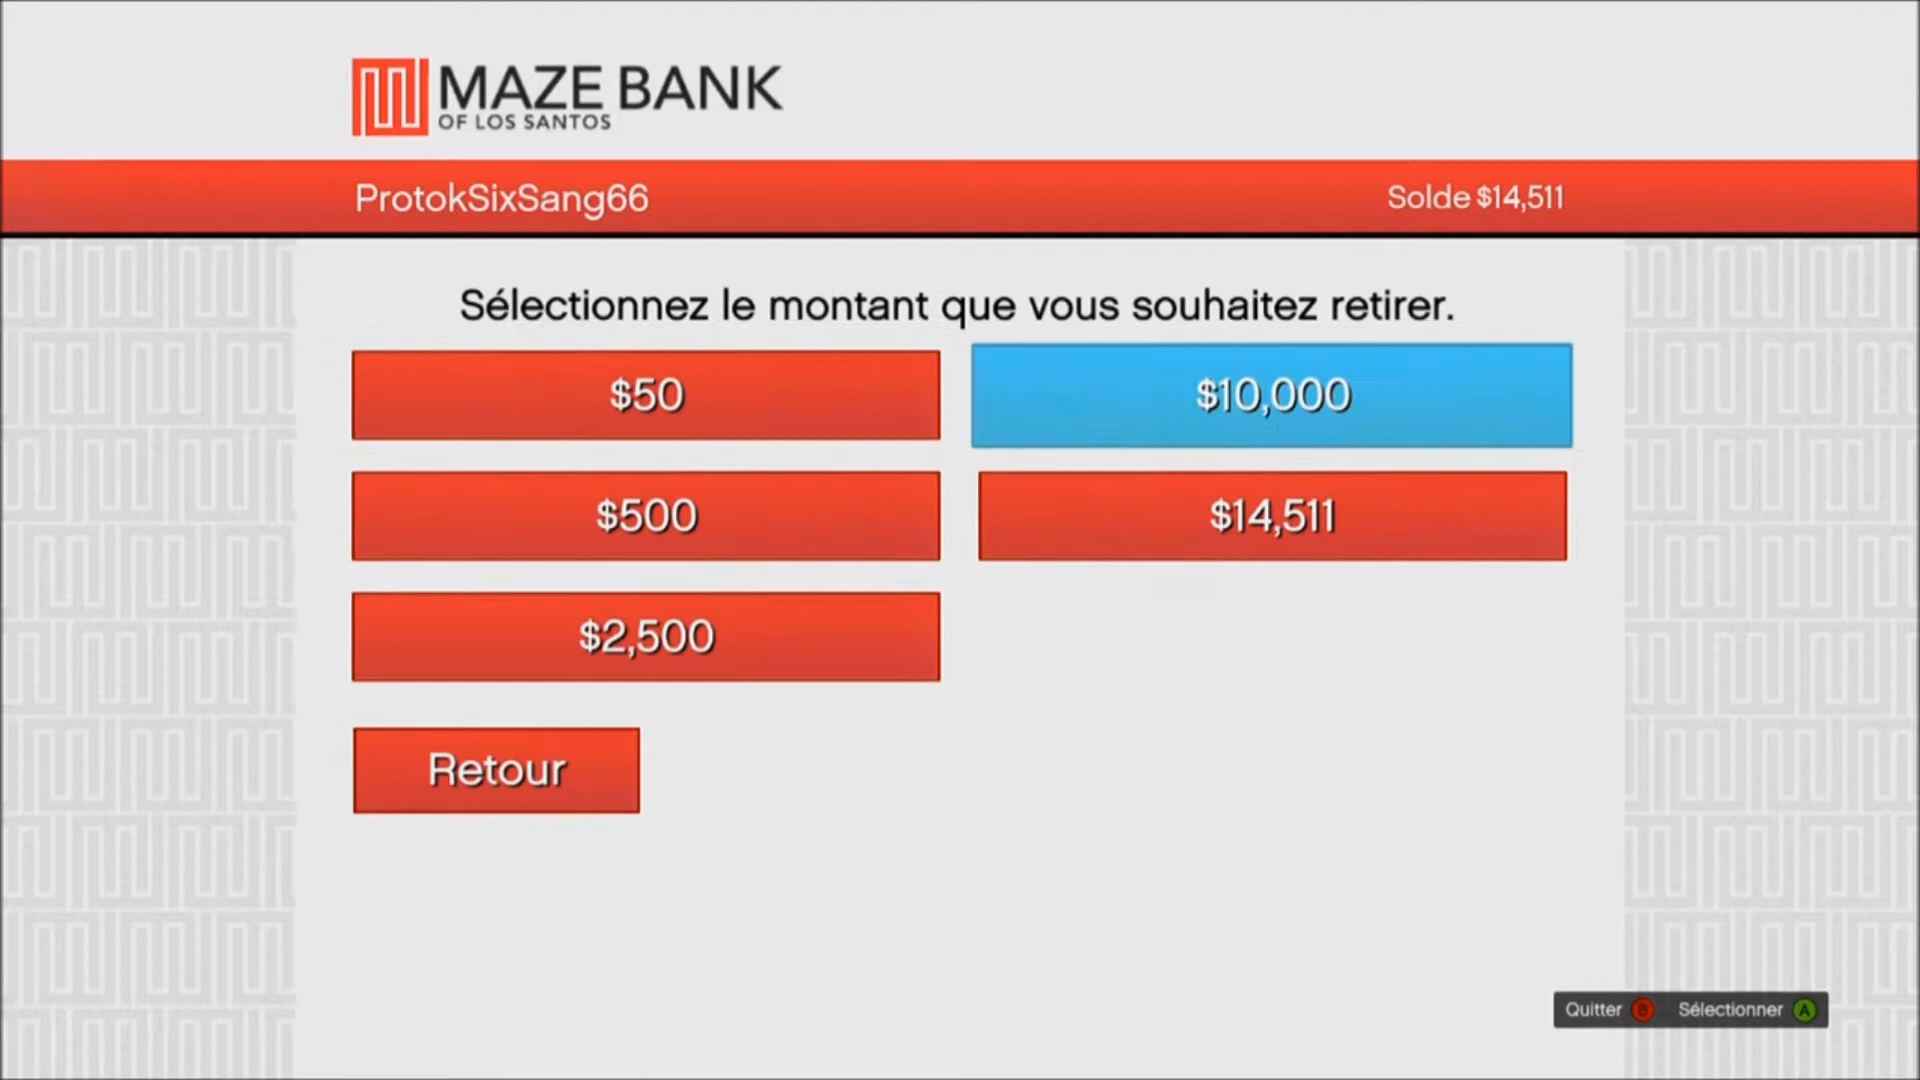 MAZE BANK
OF LOS SANTOS
ProtokSixSang66
Solde $14,511
Sélectionnez le montant que vous souhaitez retirer.
$50
$10,000
$500
$14,511
$2,500
Retour
Quitter B Sélectionner A